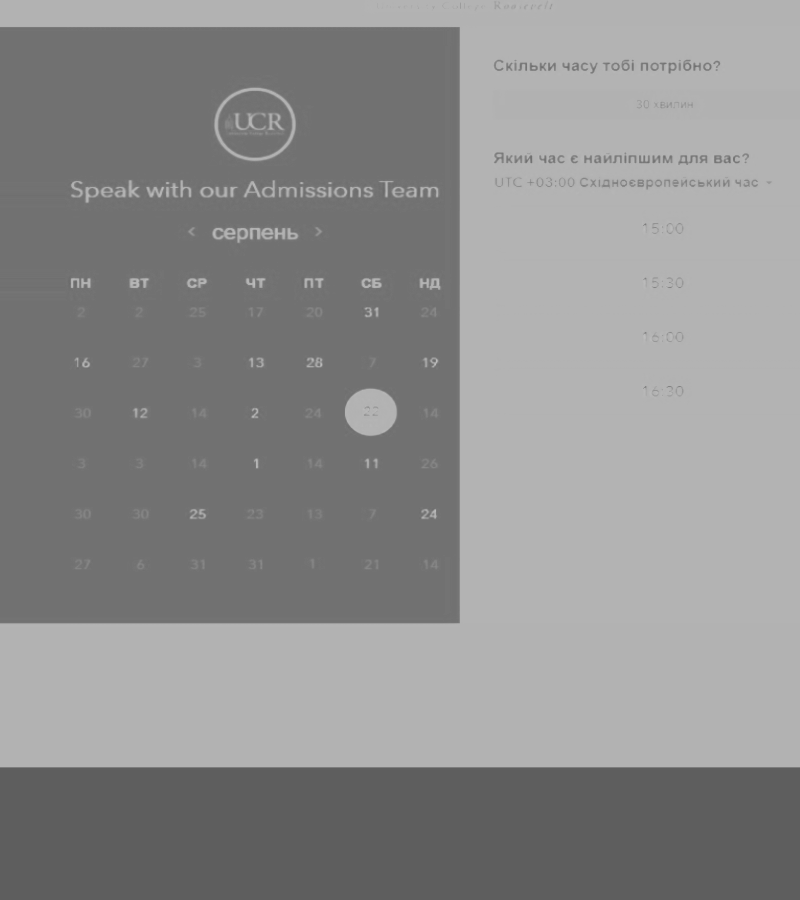 Roosevelt
UCR
Speak with our Admissions Team
< серпень >
ПН ВТ СР ЧТ ПТ СБ НД
2 2 25 17 20 31 24
16 27 3 13 28 7 19
30 12 14 2 24 22 14
3 3 14 1 14 11 26
30 30 25 23 13 7 24
27 6 31 31 1 21 14
Скільки часу тобі потрібно?
30 хвилин
Який час є найліпшим для вас?
UTC +03:00 Східноєвропейський час
15:00
15:30
16:00
16:30